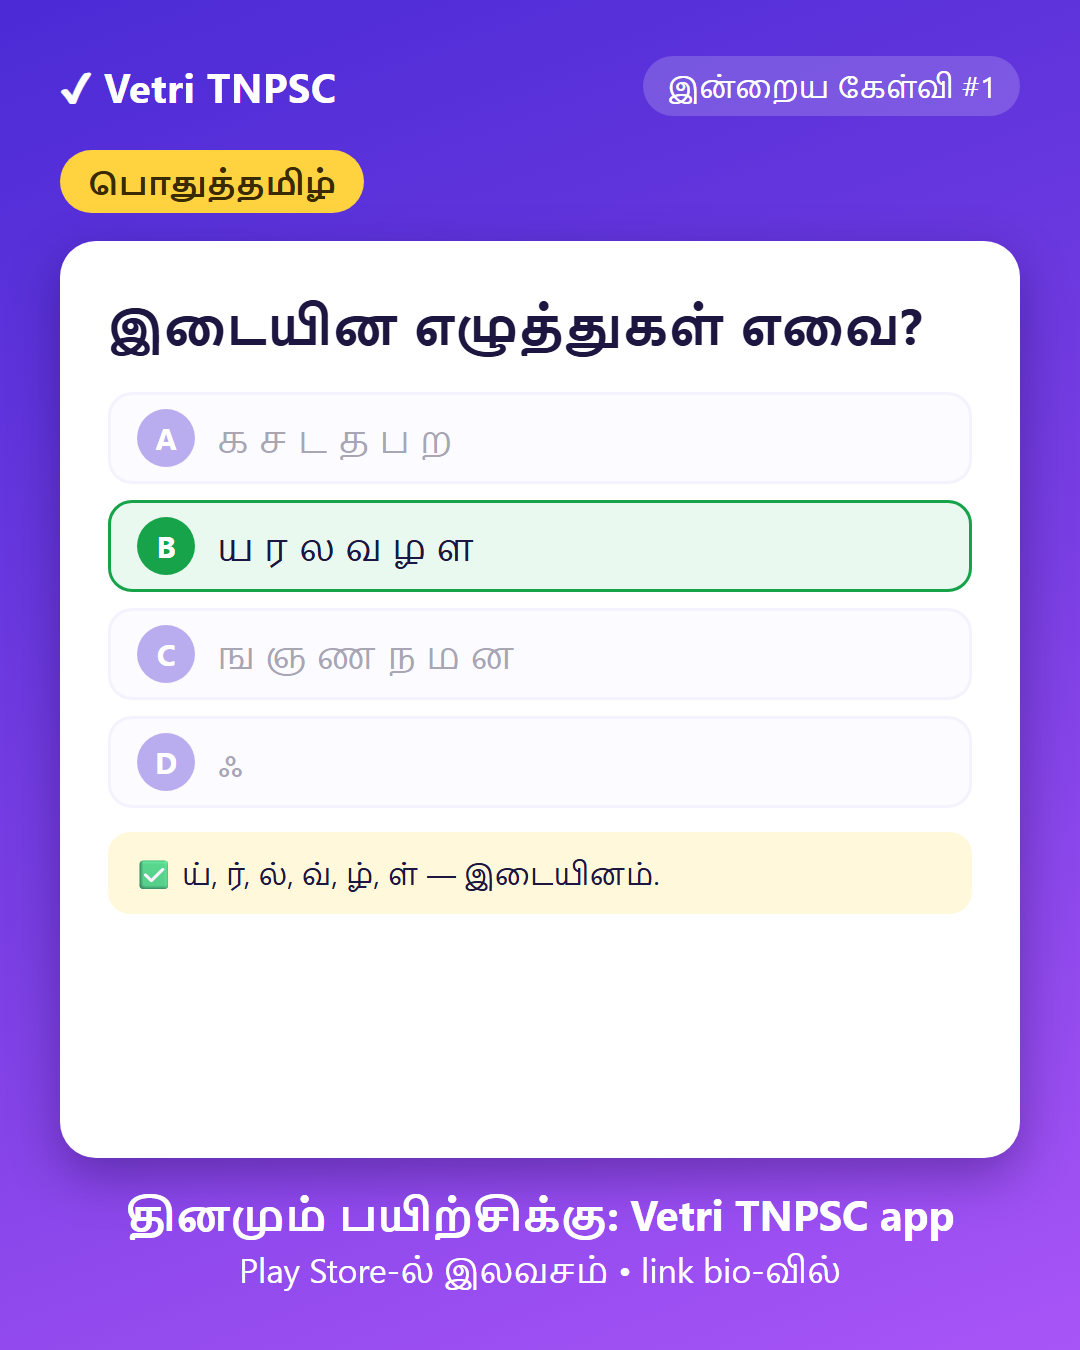 ✓ Vetri TNPSC
இன்றைய கேள்வி #1
பொதுத்தமிழ்
இடையின எழுத்துகள் எவை?
A க ச ட த ப ற
B ய ர ல வ ழ ள
C ங ஞ ண ந ம ன
D ஃ
✅ ய், ர், ல், வ், ழ், ள் — இடையினம்.
தினமும் பயிற்சிக்கு: Vetri TNPSC app
Play Store-ல் இலவசம் • link bio-வில்